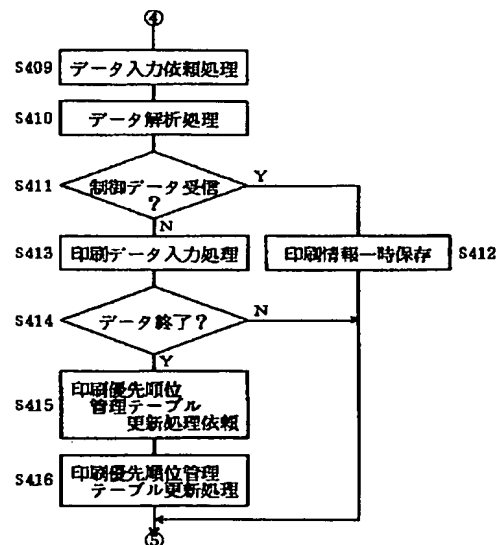 ④
S409 データ入力依頼処理
S410 データ解析処理
S411 制御データ受信
?
Y
N
S413 印刷データ入力処理
印刷情報一時保存 S412
S414 データ終了?
N
Y
S415 印刷優先順位
管理テーブル
更新処理依頼
S416 印刷優先順位管理
テーブル更新処理
⑤